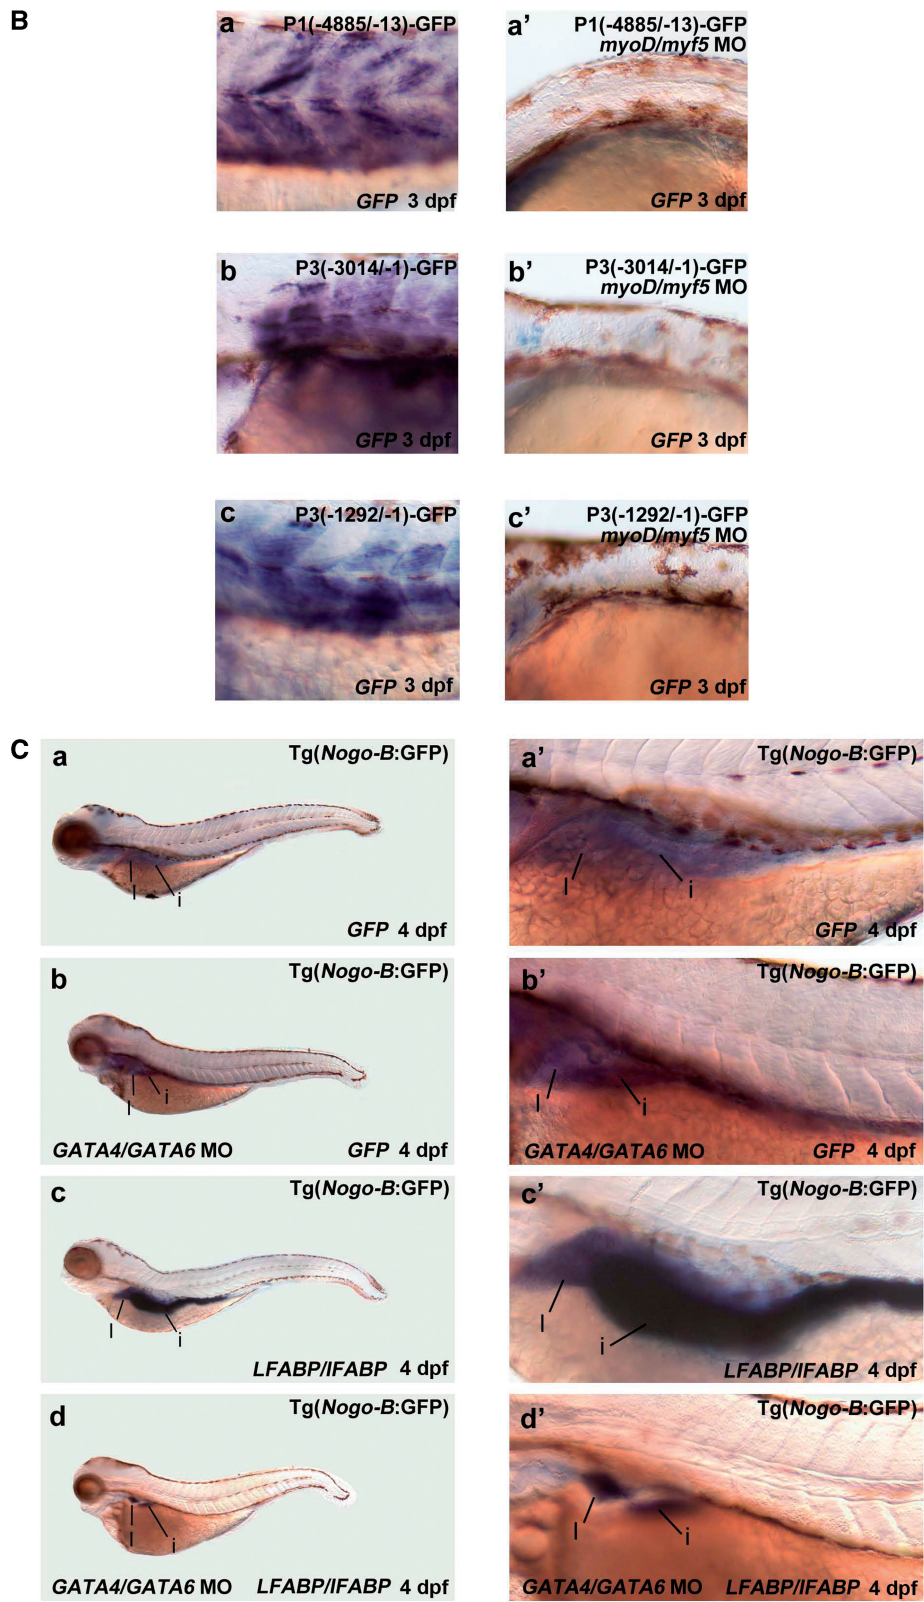 B
a P1(-4885/-13)-GFP
GFP 3 dpf
a’ P1(-4885/-13)-GFP
myoD/myf5 MO
GFP 3 dpf
b P3(-3014/-1)-GFP
GFP 3 dpf
b’ P3(-3014/-1)-GFP
myoD/myf5 MO
GFP 3 dpf
c P3(-1292/-1)-GFP
GFP 3 dpf
c’ P3(-1292/-1)-GFP
myoD/myf5 MO
GFP 3 dpf
C
a Tg(Nogo-B:GFP)
l i
GFP 4 dpf
a’ Tg(Nogo-B:GFP)
l i
GFP 4 dpf
b Tg(Nogo-B:GFP)
l i
GATA4/GATA6 MO GFP 4 dpf
b’ Tg(Nogo-B:GFP)
l i
GATA4/GATA6 MO GFP 4 dpf
c Tg(Nogo-B:GFP)
l i
LFABP/IFABP 4 dpf
c’ Tg(Nogo-B:GFP)
l i
LFABP/IFABP 4 dpf
d Tg(Nogo-B:GFP)
l i
GATA4/GATA6 MO LFABP/IFABP 4 dpf
d’ Tg(Nogo-B:GFP)
l i
GATA4/GATA6 MO LFABP/IFABP 4 dpf